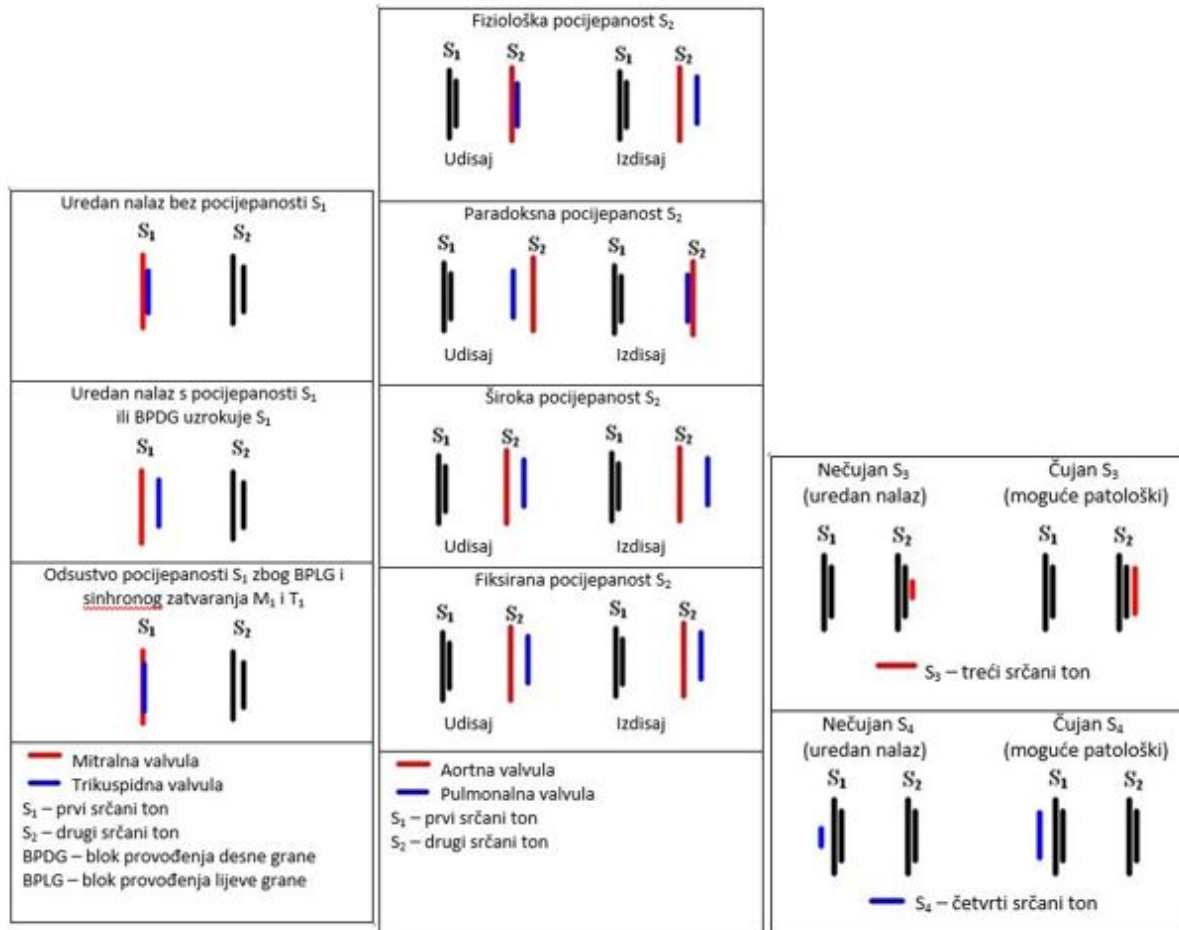 Uredan nalaz bez pocijepanosti S₁
S₁ S₂
Uredan nalaz s pocijepanosti S₁
ili BPDG uzrokuje S₁
S₁ S₂
Odsustvo pocijepanosti S₁ zbog BPLG i
sinhronog zatvaranja M₁ i T₁
S₁ S₂
Mitralna valvula
Trikuspidna valvula
S₁ – prvi srčani ton
S₂ – drugi srčani ton
BPDG – blok provođenja desne grane
BPLG – blok provođenja lijeve grane
Fiziološka pocijepanost S₂
S₁ S₂ S₁ S₂
Udisaj Izdisaj
Paradoksna pocijepanost S₂
S₁ S₂ S₁ S₂
Udisaj Izdisaj
Široka pocijepanost S₂
S₁ S₂ S₁ S₂
Udisaj Izdisaj
Fiksirana pocijepanost S₂
S₁ S₂ S₁ S₂
Udisaj Izdisaj
Aortna valvula
Pulmonalna valvula
S₁ – prvi srčani ton
S₂ – drugi srčani ton
Nečujan S₃ Čujan S₃
(uredan nalaz) (moguće patološki)
S₁ S₂ S₁ S₂
S₃ – treći srčani ton
Nečujan S₄ Čujan S₄
(uredan nalaz) (moguće patološki)
S₁ S₂ S₁ S₂
S₄ – četvrti srčani ton